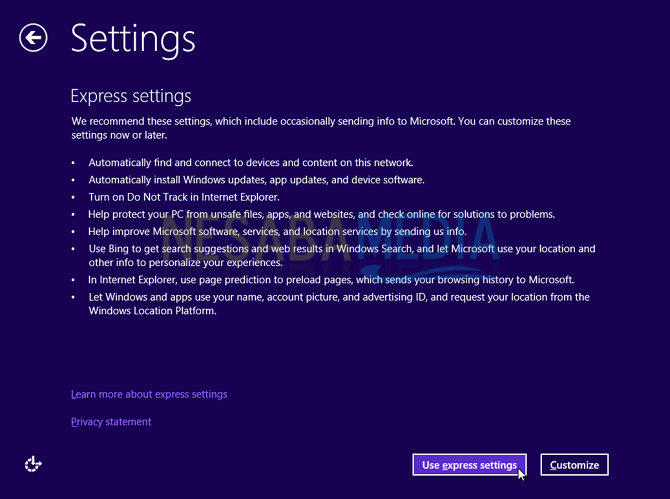 Settings
Express settings
We recommend these settings, which include occasionally sending info to Microsoft. You can customize these
settings now or later.
• Automatically find and connect to devices and content on this network.
• Automatically install Windows updates, app updates, and device software.
• Turn on Do Not Track in Internet Explorer.
• Help protect your PC from unsafe files, apps, and websites, and check online for solutions to problems.
• Help improve Microsoft software, services, and location services by sending us info.
• Use Bing to get search suggestions and web results in Windows Search, and let Microsoft use your location and
other info to personalize your experiences.
• In Internet Explorer, use page prediction to preload pages, which sends your browsing history to Microsoft.
• Let Windows and apps use your name, account picture, and advertising ID, and request your location from the
Windows Location Platform.
NESABAMEDIA
Learn more about express settings
Privacy statement
Use express settings
Customize